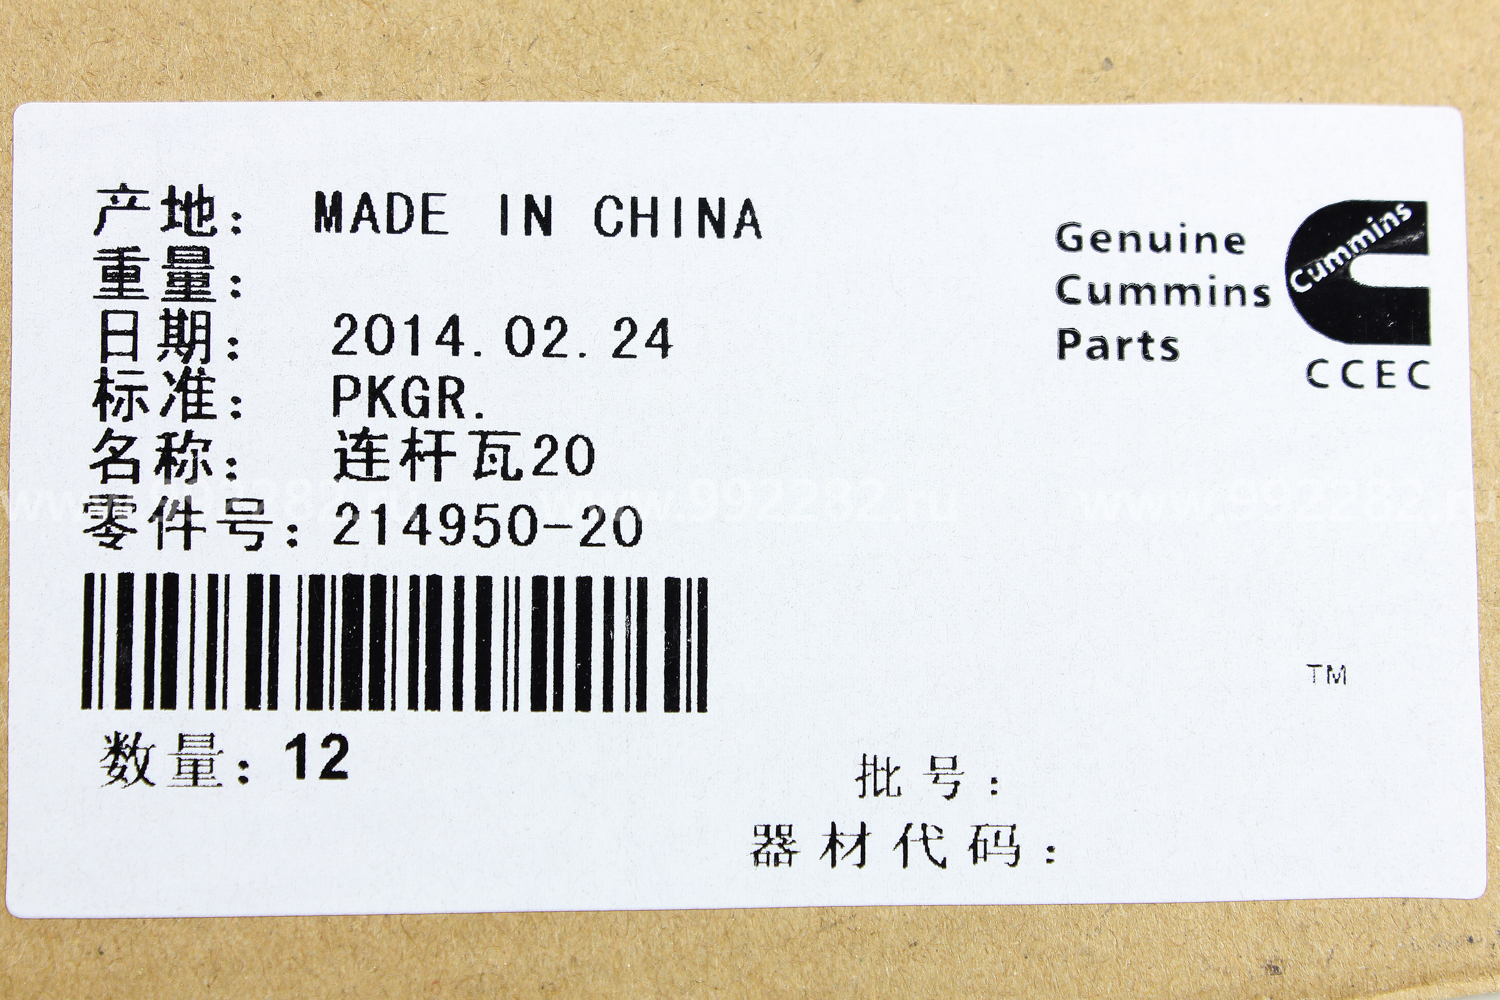 产地： MADE IN CHINA
重量：
日期： 2014.02.24
标准： PKGR.
名称： 连杆瓦20
零件号：214950-20
数量：12
Genuine
Cummins
Parts
Cummins
CCEC
TM
批号：
器材代码：